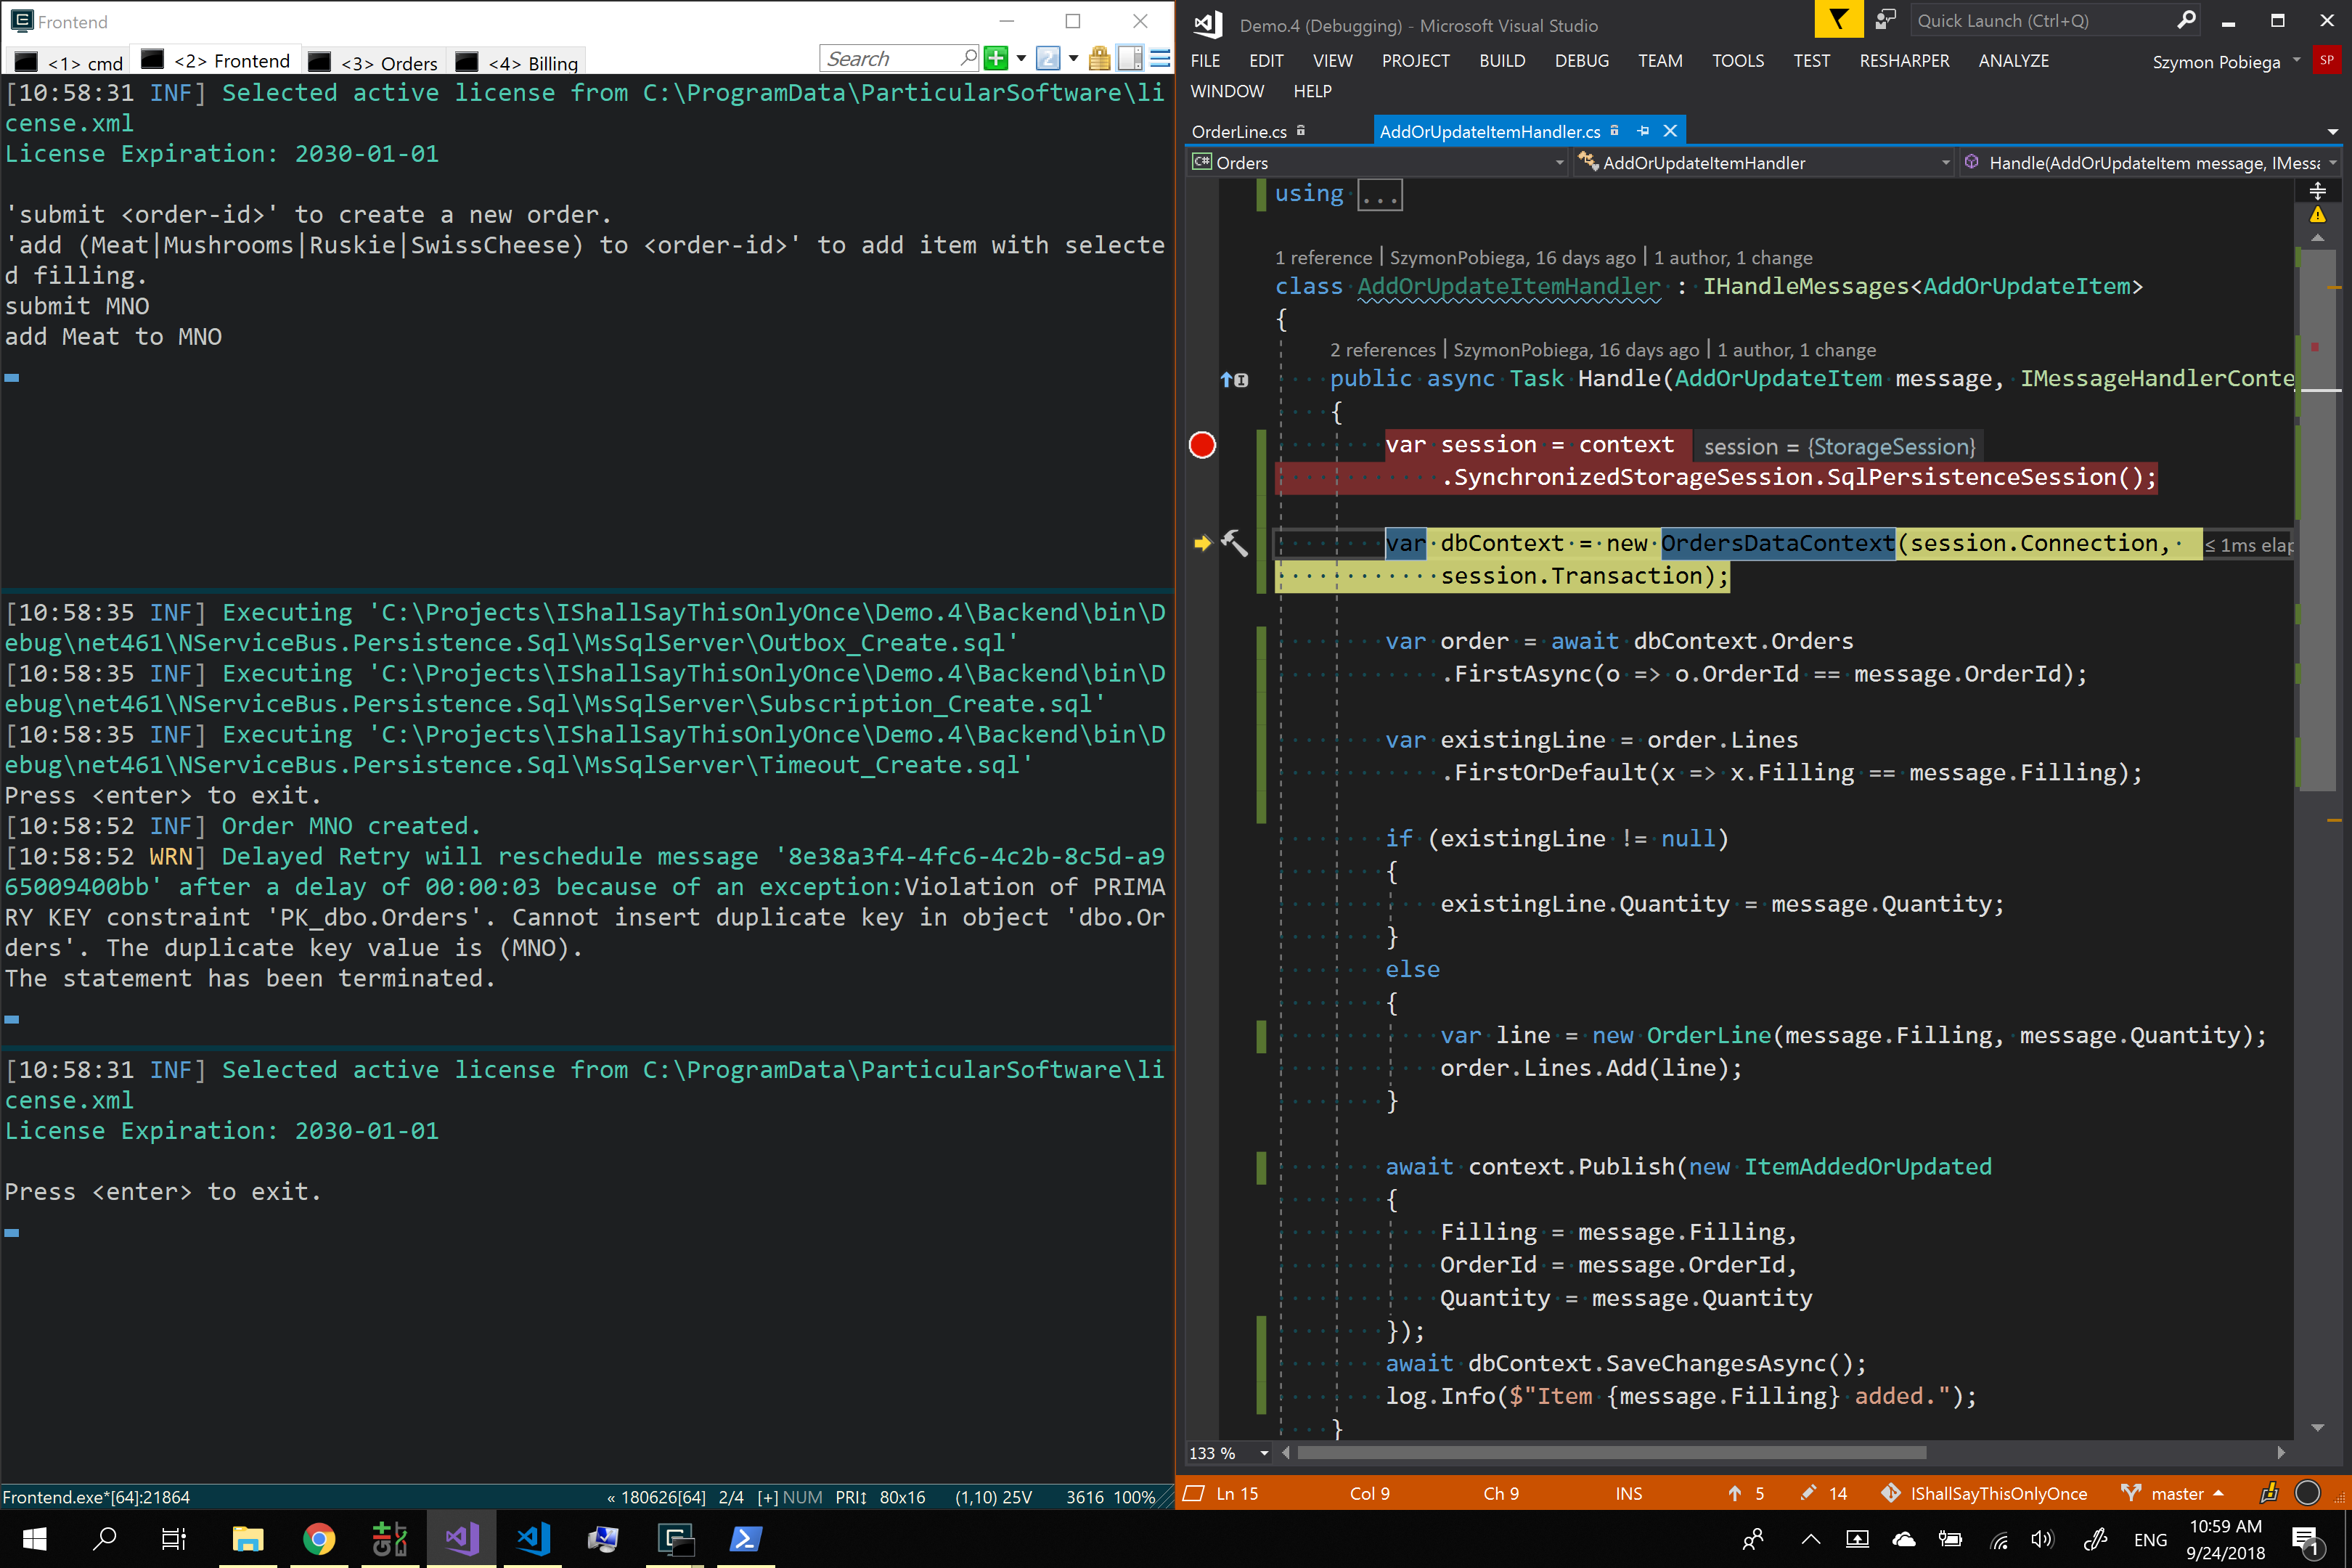 Frontend
<1> cmd
<2> Frontend
<3> Orders
<4> Billing
Search
[10:58:31 INF] Selected active license from C:\ProgramData\ParticularSoftware\li
cense.xml
License Expiration: 2030-01-01
'submit <order-id>' to create a new order.
'add (Meat|Mushrooms|Ruskie|SwissCheese) to <order-id>' to add item with selecte
d filling.
submit MNO
add Meat to MNO
[10:58:35 INF] Executing 'C:\Projects\IShallSayThisOnlyOnce\Demo.4\Backend\bin\D
ebug\net461\NServiceBus.Persistence.Sql\MsSqlServer\Outbox_Create.sql'
[10:58:35 INF] Executing 'C:\Projects\IShallSayThisOnlyOnce\Demo.4\Backend\bin\D
ebug\net461\NServiceBus.Persistence.Sql\MsSqlServer\Subscription_Create.sql'
[10:58:35 INF] Executing 'C:\Projects\IShallSayThisOnlyOnce\Demo.4\Backend\bin\D
ebug\net461\NServiceBus.Persistence.Sql\MsSqlServer\Timeout_Create.sql'
Press <enter> to exit.
[10:58:52 INF] Order MNO created.
[10:58:52 WRN] Delayed Retry will reschedule message '8e38a3f4-4fc6-4c2b-8c5d-a9
65009400bb' after a delay of 00:00:03 because of an exception:Violation of PRIMA
RY KEY constraint 'PK_dbo.Orders'. Cannot insert duplicate key in object 'dbo.Or
ders'. The duplicate key value is (MNO).
The statement has been terminated.
[10:58:31 INF] Selected active license from C:\ProgramData\ParticularSoftware\li
cense.xml
License Expiration: 2030-01-01
Press <enter> to exit.
Frontend.exe*[64]:21864
« 180626[64] 2/4 [+] NUM PRI↕ 80x16 (1,10) 25V 3616 100%
Demo.4 (Debugging) - Microsoft Visual Studio
Quick Launch (Ctrl+Q)
FILE EDIT VIEW PROJECT BUILD DEBUG TEAM TOOLS TEST RESHARPER ANALYZE
Szymon Pobiega
SP
WINDOW HELP
OrderLine.cs
AddOrUpdateItemHandler.cs
C# Orders
AddOrUpdateItemHandler
Handle(AddOrUpdateItem message, IMessa
using ...
1 reference | SzymonPobiega, 16 days ago | 1 author, 1 change
class AddOrUpdateItemHandler : IHandleMessages<AddOrUpdateItem>
{
2 references | SzymonPobiega, 16 days ago | 1 author, 1 change
public async Task Handle(AddOrUpdateItem message, IMessageHandlerConte
{
var session = context session = {StorageSession}
.SynchronizedStorageSession.SqlPersistenceSession();
var dbContext = new OrdersDataContext(session.Connection, ≤ 1ms elap
session.Transaction);
var order = await dbContext.Orders
.FirstAsync(o => o.OrderId == message.OrderId);
var existingLine = order.Lines
.FirstOrDefault(x => x.Filling == message.Filling);
if (existingLine != null)
{
existingLine.Quantity = message.Quantity;
}
else
{
var line = new OrderLine(message.Filling, message.Quantity);
order.Lines.Add(line);
}
await context.Publish(new ItemAddedOrUpdated
{
Filling = message.Filling,
OrderId = message.OrderId,
Quantity = message.Quantity
});
await dbContext.SaveChangesAsync();
log.Info($"Item {message.Filling} added.");
}
133 %
Ln 15 Col 9 Ch 9 INS 5 14 IShallSayThisOnlyOnce master
ENG
10:59 AM
9/24/2018
1